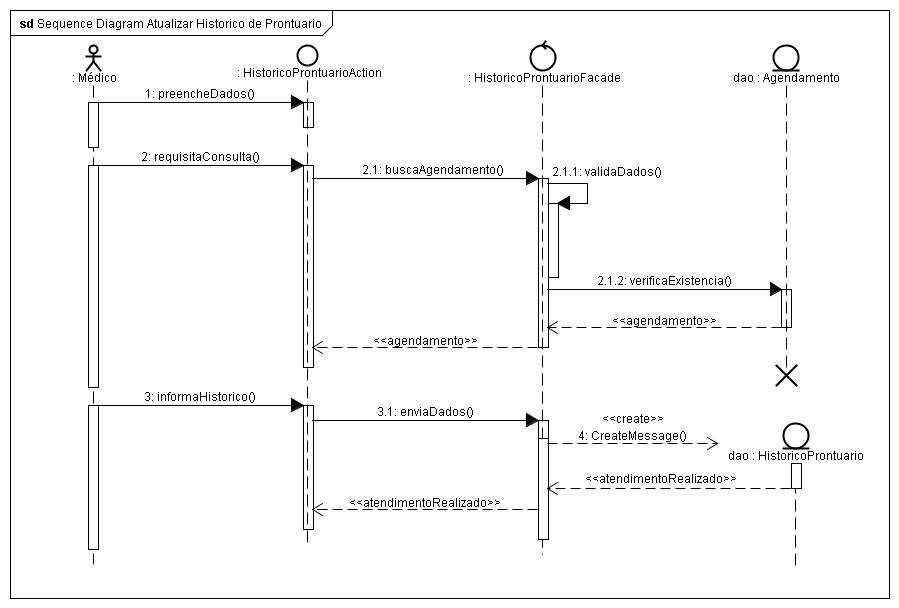 sd Sequence Diagram Atualizar Historico de Prontuario
: Médico
: HistoricoProntuarioAction
: HistoricoProntuarioFacade
dao : Agendamento
1: preencheDados()
2: requisitaConsulta()
2.1: buscaAgendamento()
2.1.1: validaDados()
2.1.2: verificaExistencia()
<<agendamento>>
<<agendamento>>
3: informaHistorico()
3.1: enviaDados()
<<create>>
4: CreateMessage()
dao : HistoricoProntuario
<<atendimentoRealizado>>
<<atendimentoRealizado>>